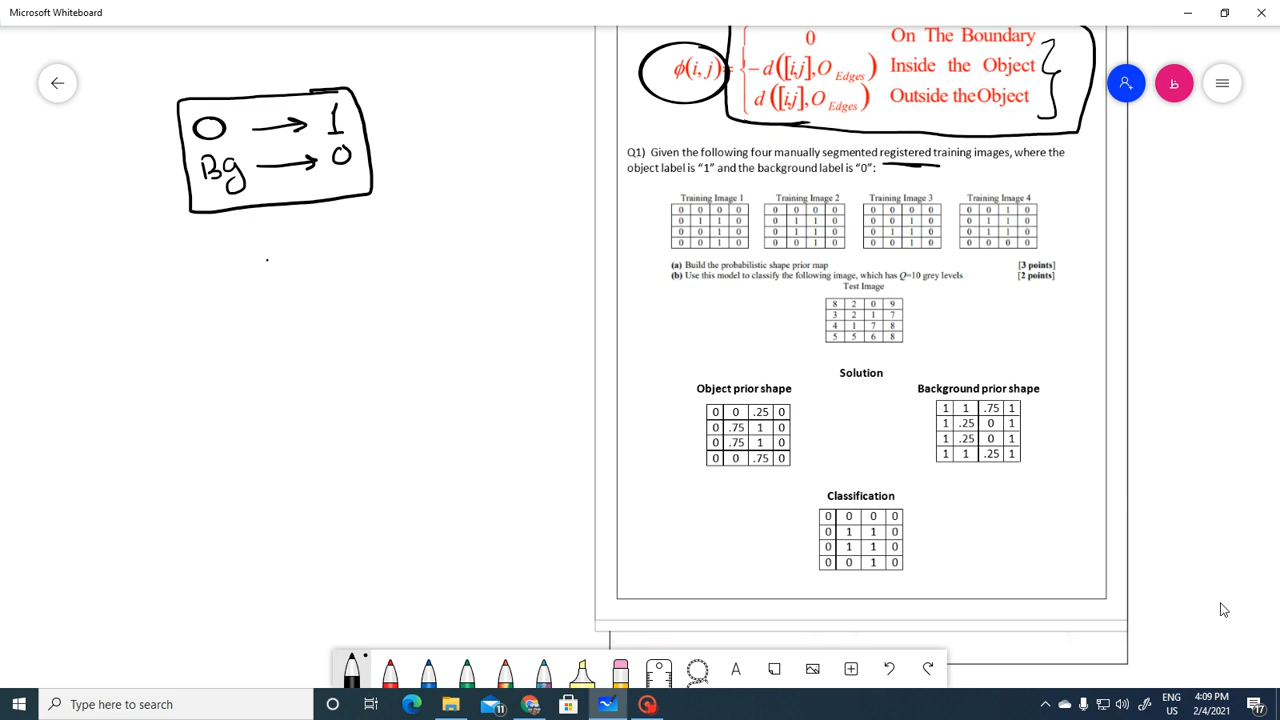 Microsoft Whiteboard
O → 1
Bg → 0
0 On The Boundary
ϕ(i, j) = { −d([i,j],O Edges) Inside the Object
d([i,j],O Edges) Outside theObject
Q1) Given the following four manually segmented registered training images, where the
object label is "1" and the background label is "0":
Training Image 1 Training Image 2 Training Image 3 Training Image 4
0 0 0 0 0 0 0 0 0 0 0 0 0 0 1 0
0 1 1 0 0 1 1 0 0 0 1 0 0 1 1 0
0 0 1 0 0 1 1 0 0 1 1 0 0 1 1 0
0 0 1 0 0 0 1 0 0 0 1 0 0 0 0 0
(a) Build the probabilistic shape prior map [3 points]
(b) Use this model to classify the following image, which has Q=10 grey levels [2 points]
Test Image
8 2 0 9
3 2 1 7
4 1 7 8
5 5 6 8
Solution
Object prior shape Background prior shape
0 0 .25 0 1 1 .75 1
0 .75 1 0 1 .25 0 1
0 .75 1 0 1 .25 0 1
0 0 .75 0 1 1 .25 1
Classification
0 0 0 0
0 1 1 0
0 1 1 0
0 0 1 0
A
Type here to search
11
ENG
US
4:09 PM
2/4/2021
17